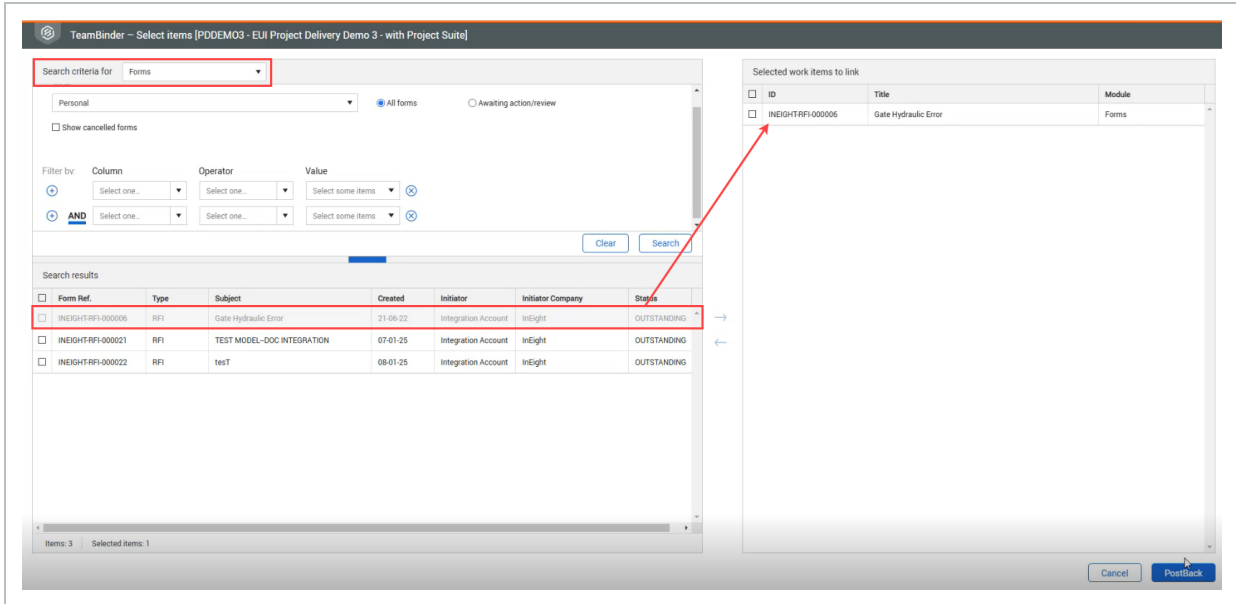 TeamBinder – Select items [PDDEMO3 - EUI Project Delivery Demo 3 - with Project Suite]
Search criteria for Forms
Personal All forms Awaiting action/review
Show cancelled forms
Filter by: Column Operator Value
Select one... Select one... Select some items
AND Select one... Select one... Select some items
Clear Search
Search results
Form Ref. Type Subject Created Initiator Initiator Company Status
INEIGHT-RFI-000006 RFI Gate Hydraulic Error 21-06-22 Integration Account InEight OUTSTANDING
INEIGHT-RFI-000021 RFI TEST MODEL--DOC INTEGRATION 07-01-25 Integration Account InEight OUTSTANDING
INEIGHT-RFI-000022 RFI tesT 08-01-25 Integration Account InEight OUTSTANDING
Items: 3 Selected items: 1
Selected work items to link
ID Title Module
INEIGHT-RFI-000006 Gate Hydraulic Error Forms
Cancel PostBack